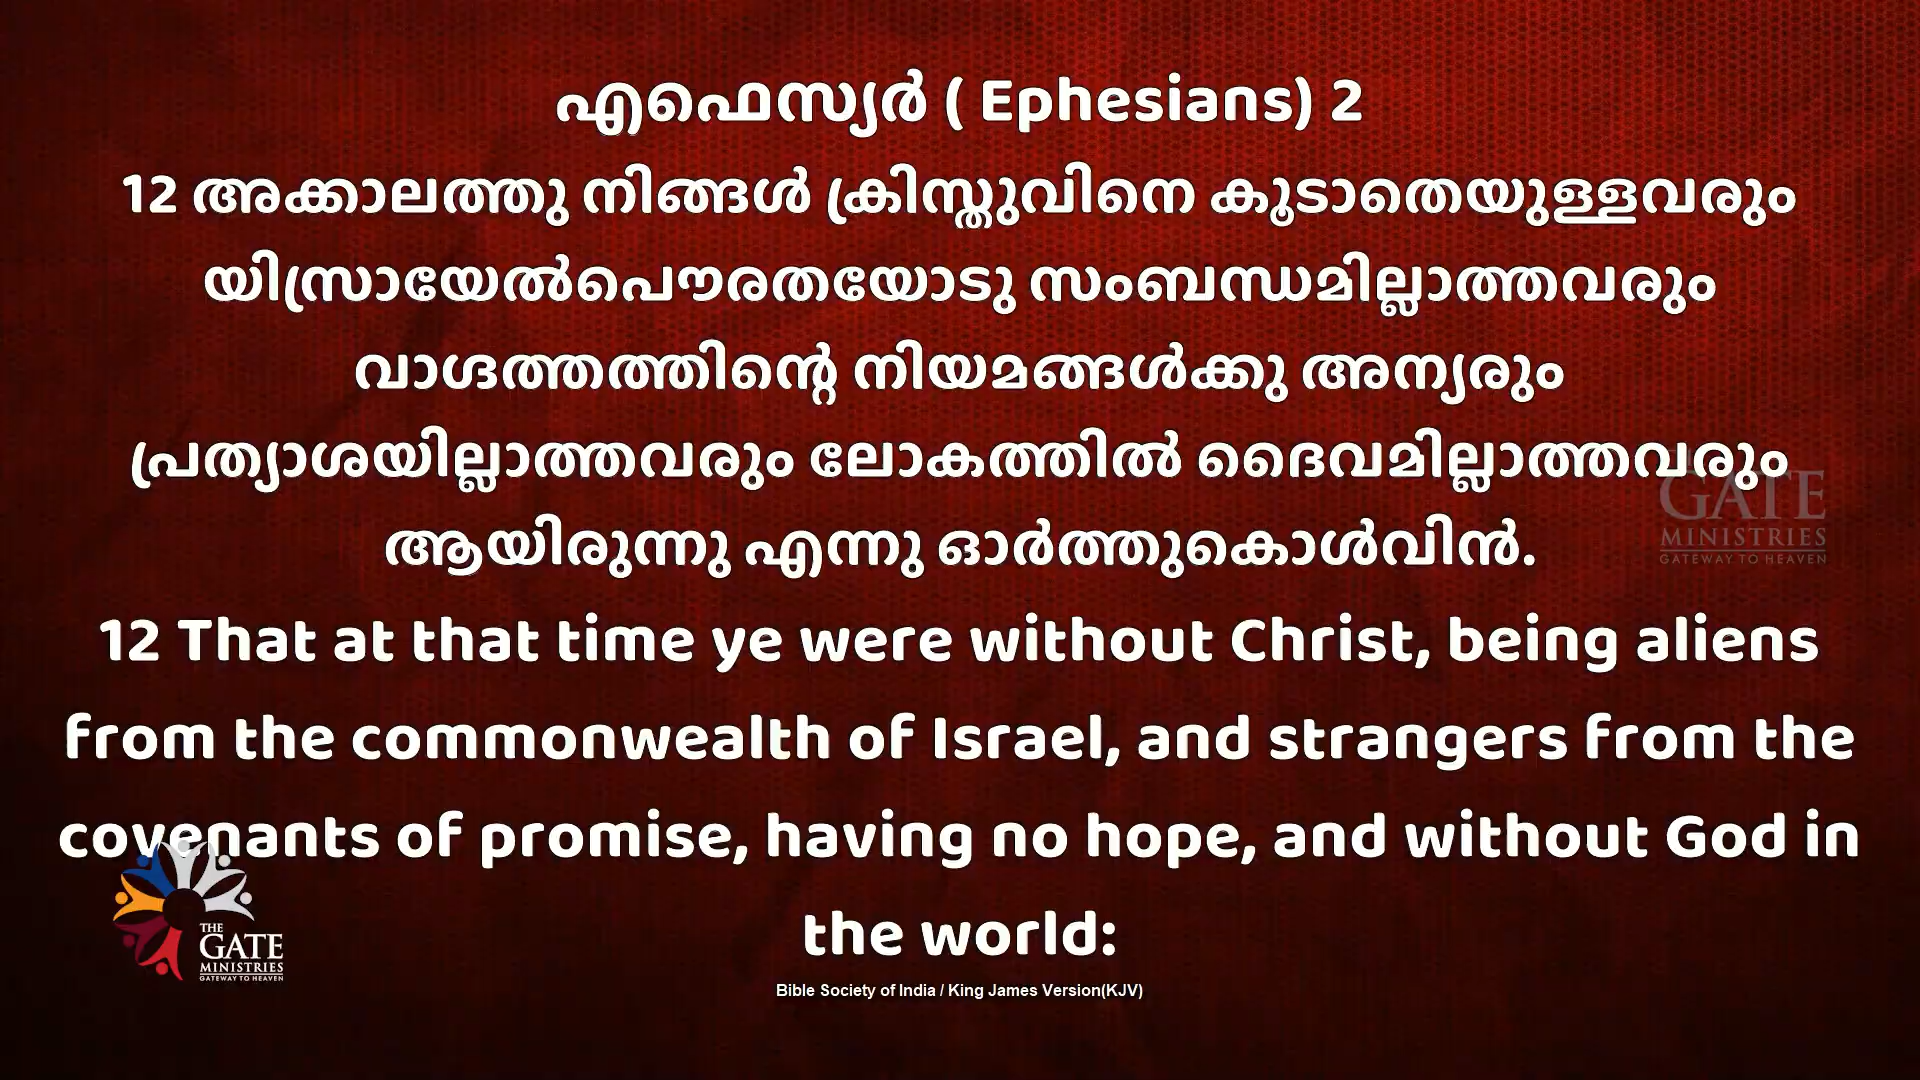 എഫെസ്യർ ( Ephesians) 2
12 അക്കാലത്തു നിങ്ങൾ ക്രിസ്തുവിനെ കൂടാതെയുള്ളവരും
യിസ്രായേൽപൌരതയോടു സംബന്ധമില്ലാത്തവരും
വാഗ്ദത്തത്തിന്റെ നിയമങ്ങൾക്കു അന്യരും
പ്രത്യാശയില്ലാത്തവരും ലോകത്തിൽ ദൈവമില്ലാത്തവരും
ആയിരുന്നു എന്നു ഓർത്തുകൊൾവിൻ.
GATE
MINISTRIES
GATEWAY TO HEAVEN
12 That at that time ye were without Christ, being aliens
from the commonwealth of Israel, and strangers from the
covenants of promise, having no hope, and without God in
the world:
THE
GATE
MINISTRIES
GATEWAY TO HEAVEN
Bible Society of India / King James Version(KJV)